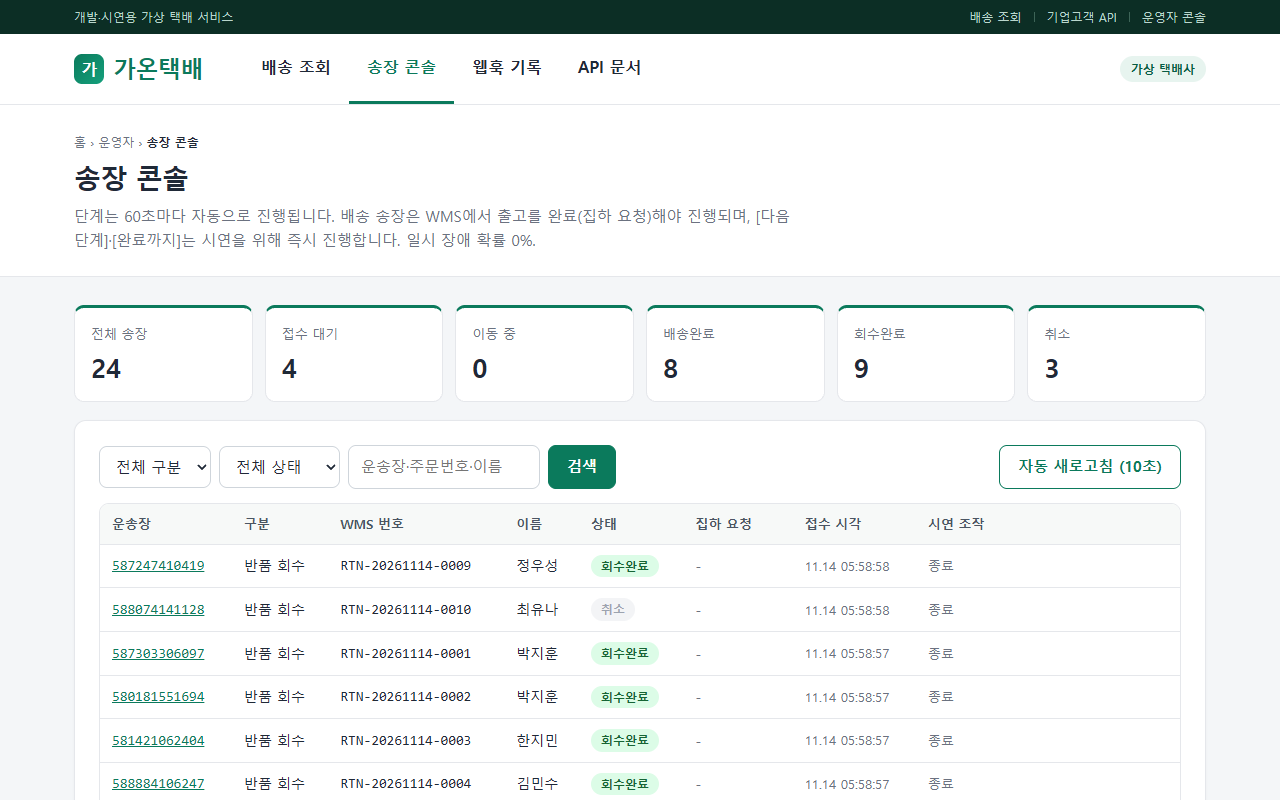 개발·시연용 가상 택배 서비스
배송 조회 기업고객 API 운영자 콘솔
가 가온택배 배송 조회 송장 콘솔 웹훅 기록 API 문서 가상 택배사
홈 › 운영자 › 송장 콘솔
송장 콘솔
단계는 60초마다 자동으로 진행됩니다. 배송 송장은 WMS에서 출고를 완료(집하 요청)해야 진행되며, [다음
단계]·[완료까지]는 시연을 위해 즉시 진행합니다. 일시 장애 확률 0%.
전체 송장 접수 대기 이동 중 배송완료 회수완료 취소
24 4 0 8 9 3
전체 구분 전체 상태 운송장·주문번호·이름 검색 자동 새로고침 (10초)
운송장 구분 WMS 번호 이름 상태 집하 요청 접수 시각 시연 조작
587247410419 반품 회수 RTN-20261114-0009 정우성 회수완료 - 11.14 05:58:58 종료
588074141128 반품 회수 RTN-20261114-0010 최유나 취소 - 11.14 05:58:58 종료
587303306097 반품 회수 RTN-20261114-0001 박지훈 회수완료 - 11.14 05:58:57 종료
580181551694 반품 회수 RTN-20261114-0002 박지훈 회수완료 - 11.14 05:58:57 종료
581421062404 반품 회수 RTN-20261114-0003 한지민 회수완료 - 11.14 05:58:57 종료
588884106247 반품 회수 RTN-20261114-0004 김민수 회수완료 - 11.14 05:58:57 종료